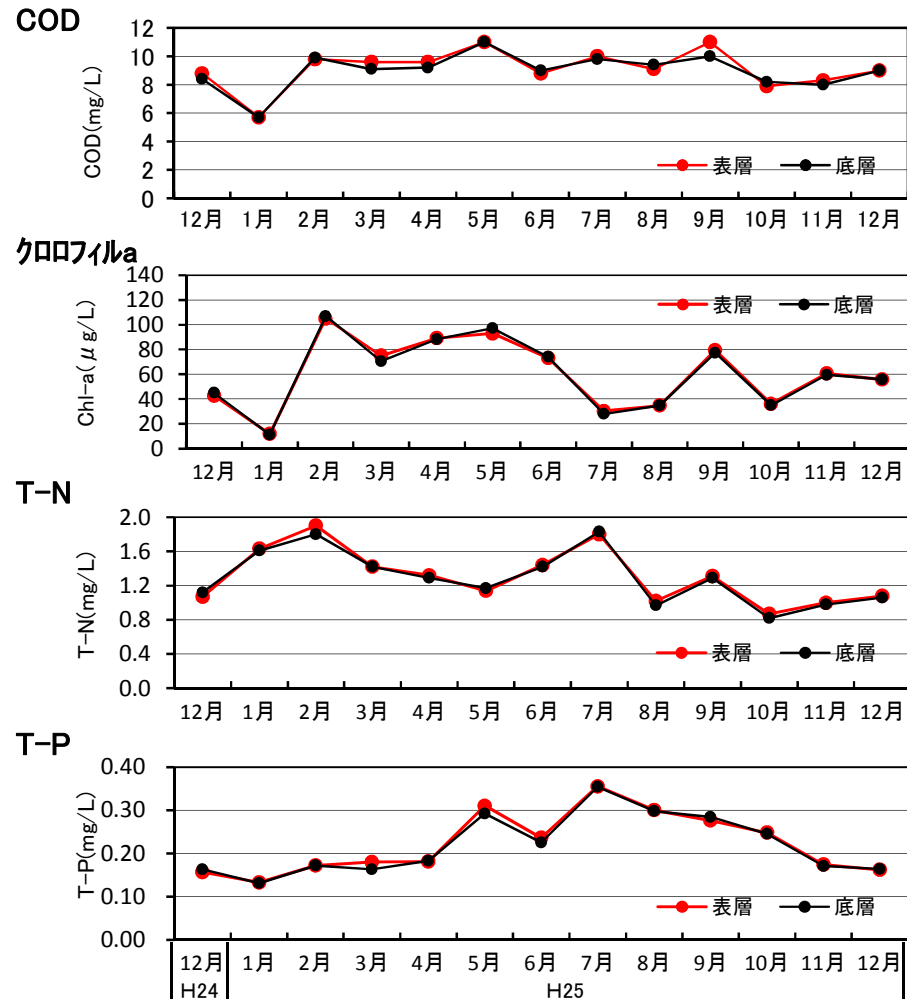 COD
12
10
8
6
4
2
0
COD(mg/L)
表層 底層
12月 1月 2月 3月 4月 5月 6月 7月 8月 9月 10月 11月 12月
クロロフィルa
140
120
100
80
60
40
20
0
Chl-a(μg/L)
表層 底層
12月 1月 2月 3月 4月 5月 6月 7月 8月 9月 10月 11月 12月
T-N
2.0
1.6
1.2
0.8
0.4
0.0
T-N(mg/L)
表層 底層
12月 1月 2月 3月 4月 5月 6月 7月 8月 9月 10月 11月 12月
T-P
0.40
0.30
0.20
0.10
0.00
T-P(mg/L)
表層 底層
12月 1月 2月 3月 4月 5月 6月 7月 8月 9月 10月 11月 12月
H24 H25